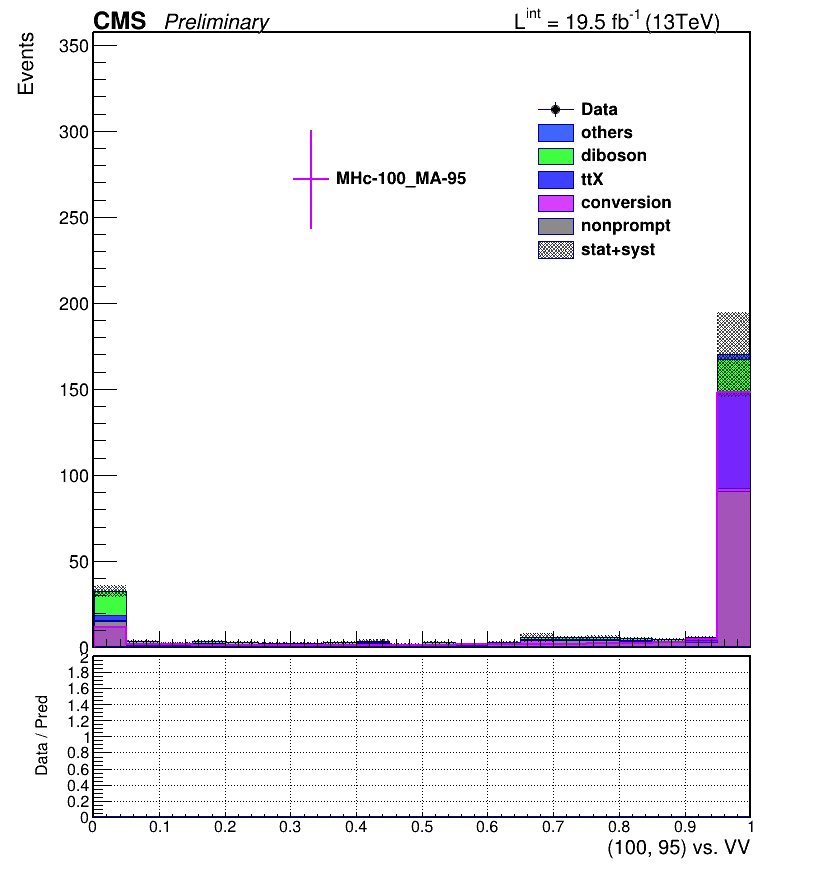 CMS Preliminary L^int = 19.5 fb^-1 (13TeV)
Events
350
300
250
200
150
100
50
0
MHc-100_MA-95
Data
others
diboson
ttX
conversion
nonprompt
stat+syst
Data / Pred
2
1.8
1.6
1.4
1.2
1
0.8
0.6
0.4
0.2
0
0 0.1 0.2 0.3 0.4 0.5 0.6 0.7 0.8 0.9 1
(100, 95) vs. VV